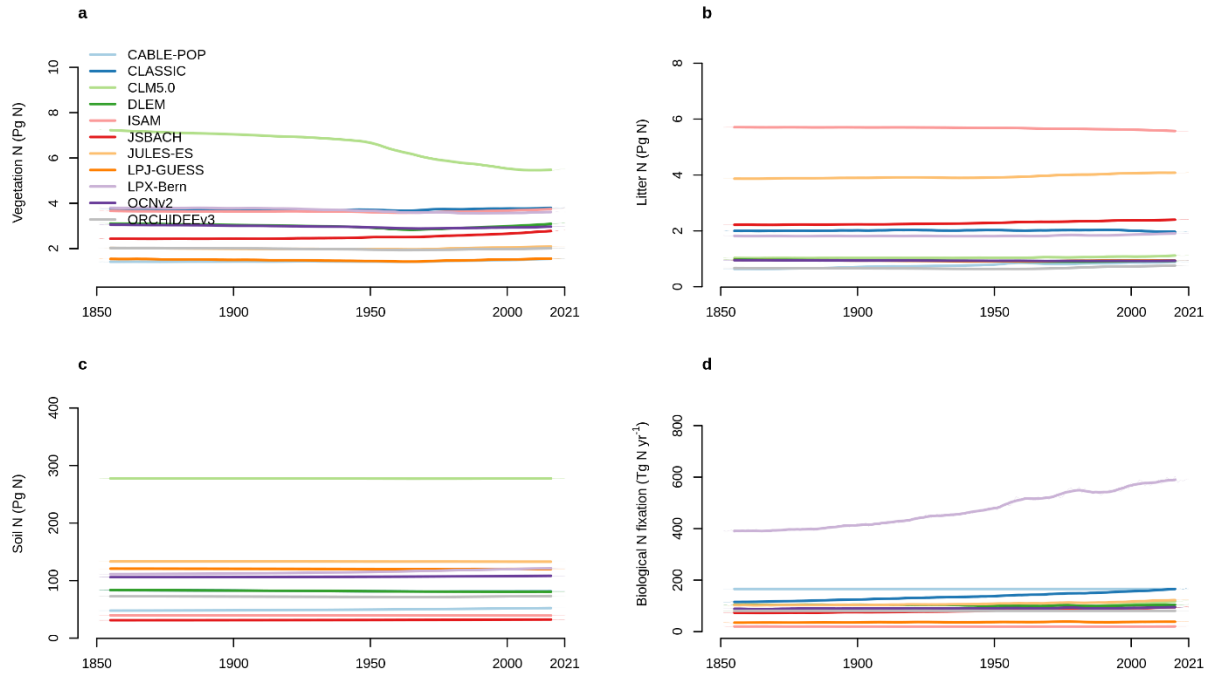 a
CABLE-POP
CLASSIC
CLM5.0
DLEM
ISAM
JSBACH
JULES-ES
LPJ-GUESS
LPX-Bern
OCNv2
ORCHIDEEv3
Vegetation N (Pg N)
10
8
6
4
2
1850 1900 1950 2000 2021
b
Litter N (Pg N)
8
6
4
2
0
1850 1900 1950 2000 2021
c
Soil N (Pg N)
400
300
200
100
0
1850 1900 1950 2000 2021
d
Biological N fixation (Tg N yr⁻¹)
800
600
400
200
0
1850 1900 1950 2000 2021